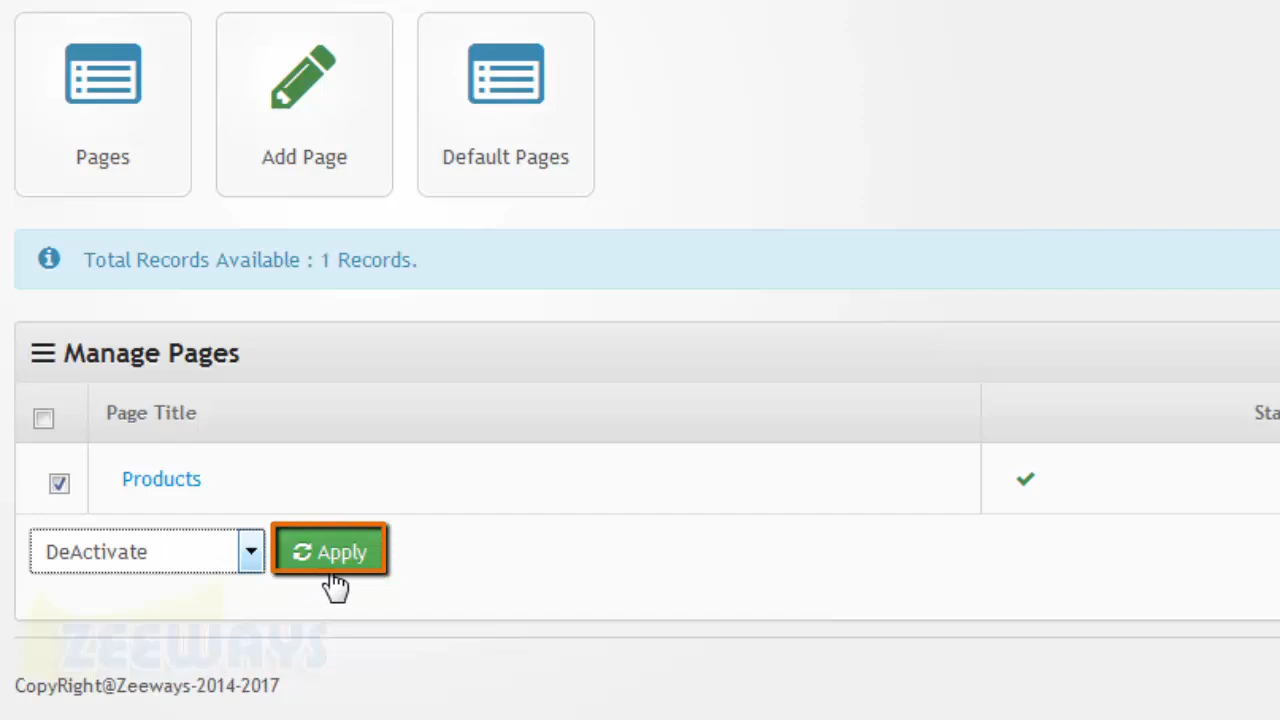 Pages
Add Page
Default Pages
Total Records Available : 1 Records.
Manage Pages
Page Title
Sta
Products
DeActivate
Apply
ZEEWAYS
CopyRight@Zeeways-2014-2017